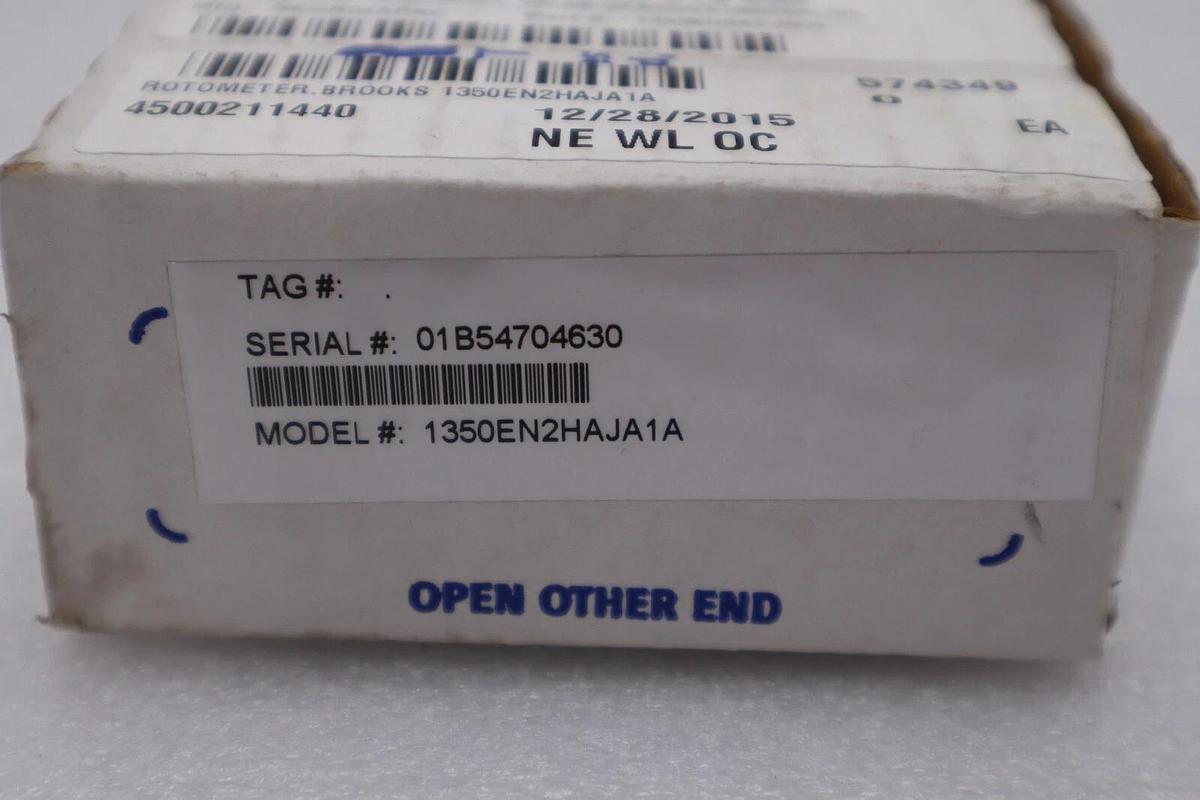 ROTOMETER.BROOKS 1350EN2HAJA1A
574349
4500211440
12/28/2015
0
EA
NE WL OC
TAG #: .
SERIAL #: 01B54704630
MODEL #: 1350EN2HAJA1A
OPEN OTHER END